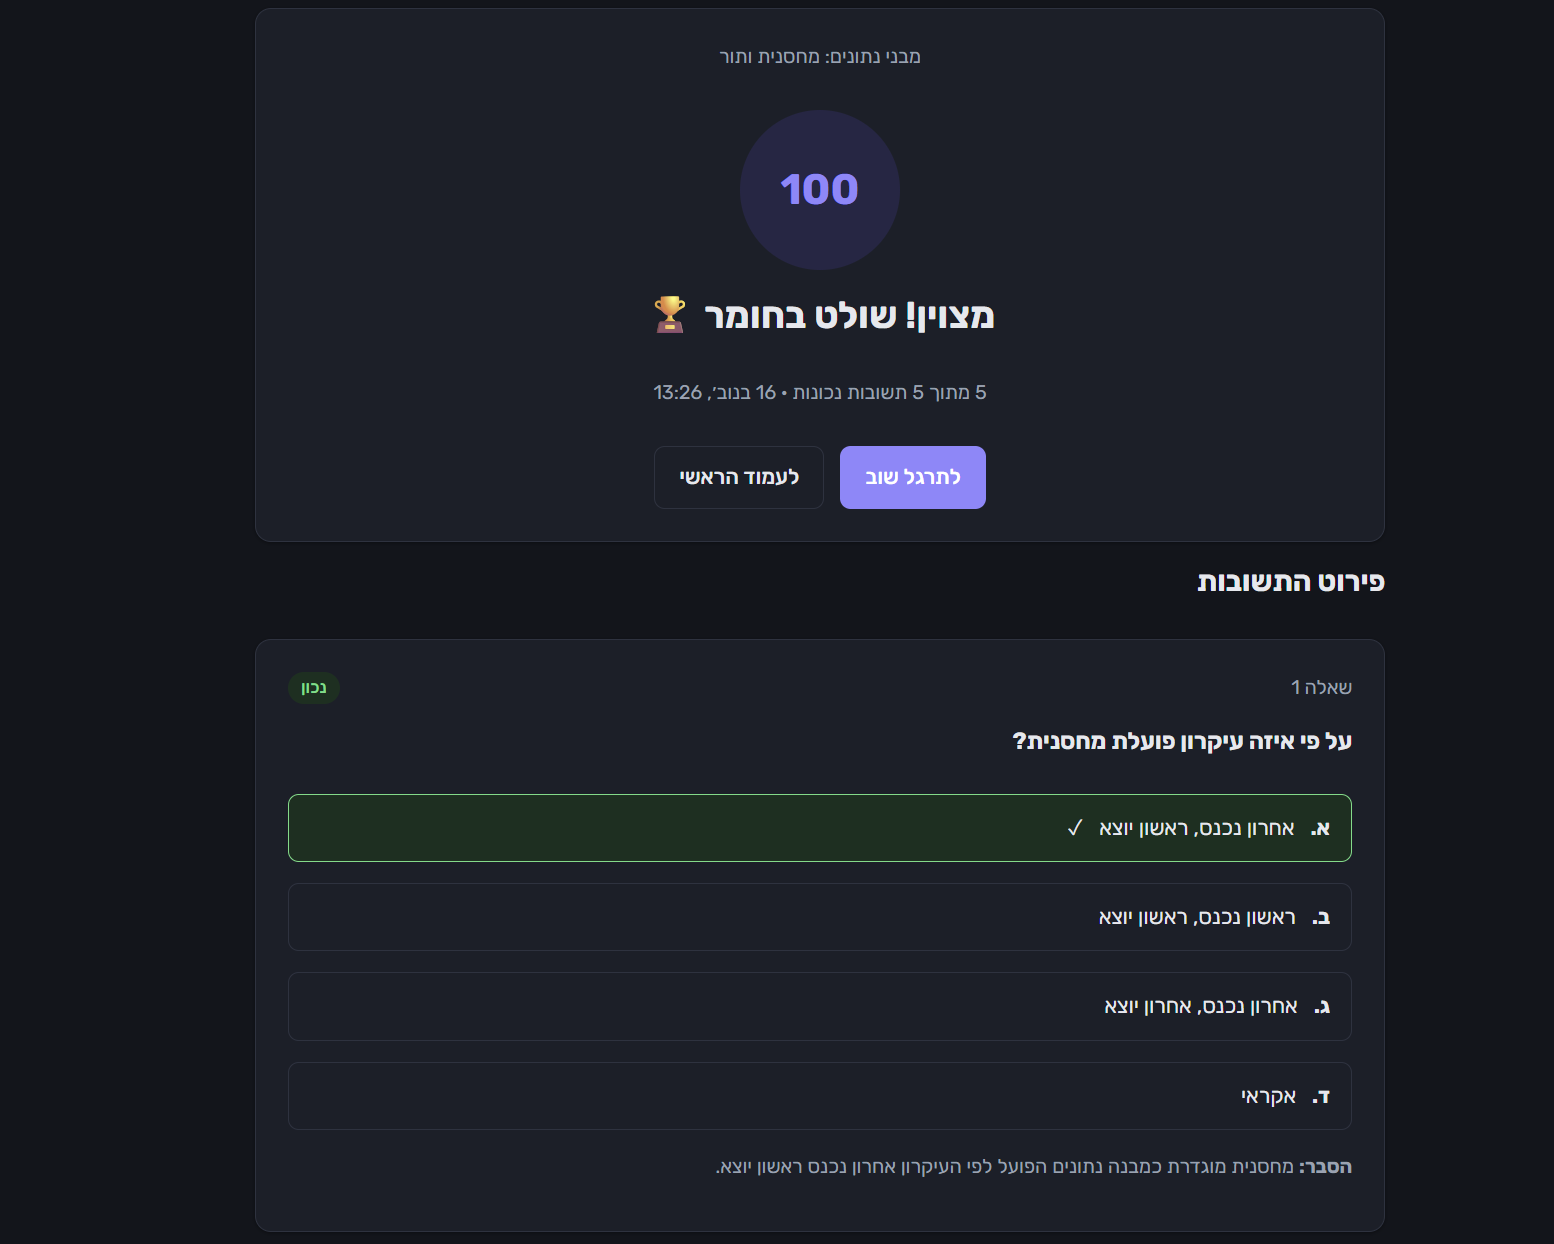 מבני נתונים: מחסנית ותור
100
מצוין! שולט בחומר 🏆
5 מתוך 5 תשובות נכונות • 16 בנוב׳, 13:26
לתרגל שוב
לעמוד הראשי
פירוט התשובות
שאלה 1
נכון
על פי איזה עיקרון פועלת מחסנית?
א. אחרון נכנס, ראשון יוצא ✓
ב. ראשון נכנס, ראשון יוצא
ג. אחרון נכנס, אחרון יוצא
ד. אקראי
הסבר: מחסנית מוגדרת כמבנה נתונים הפועל לפי העיקרון אחרון נכנס ראשון יוצא.